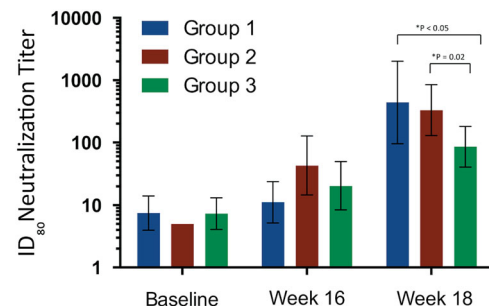 ID80 Neutralization Titer
10000
1000
100
10
1
Group 1
Group 2
Group 3
*P < 0.05
*P = 0.02
Baseline
Week 16
Week 18